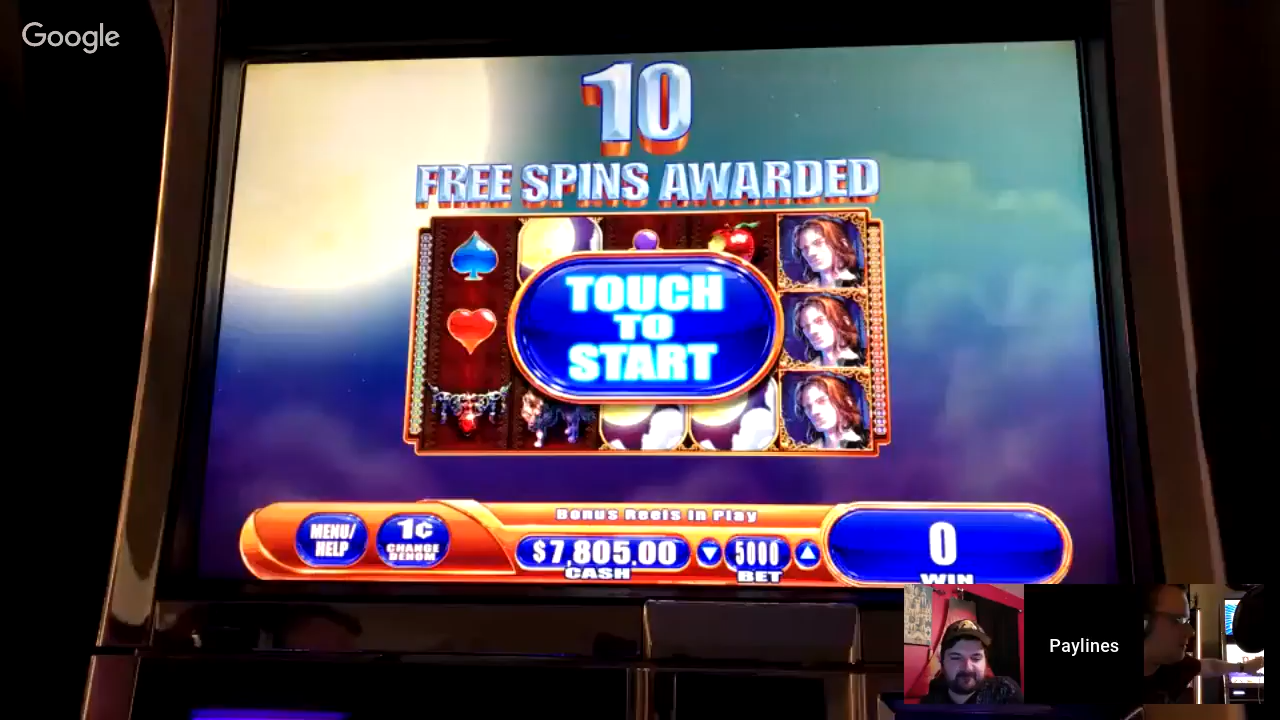 Google
10
FREE SPINS AWARDED
TOUCH
TO
START
Bonus Reels In Play
MENU/
HELP
1¢
CHANGE
DENOM
$7,805.00
CASH
5000
BET
0
WIN
Paylines